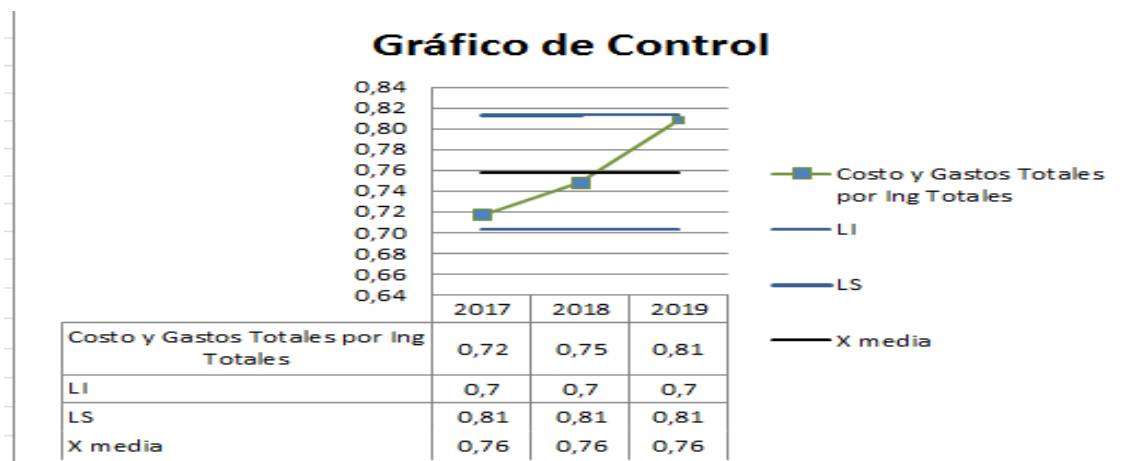 Gráfico de Control
0,84
0,82
0,80
0,78
0,76
0,74
0,72
0,70
0,68
0,66
0,64
2017 2018 2019
Costo y Gastos Totales por Ing
Totales
0,72 0,75 0,81
LI 0,7 0,7 0,7
LS 0,81 0,81 0,81
X media 0,76 0,76 0,76
Costo y Gastos Totales
por Ing Totales
LI
LS
X media